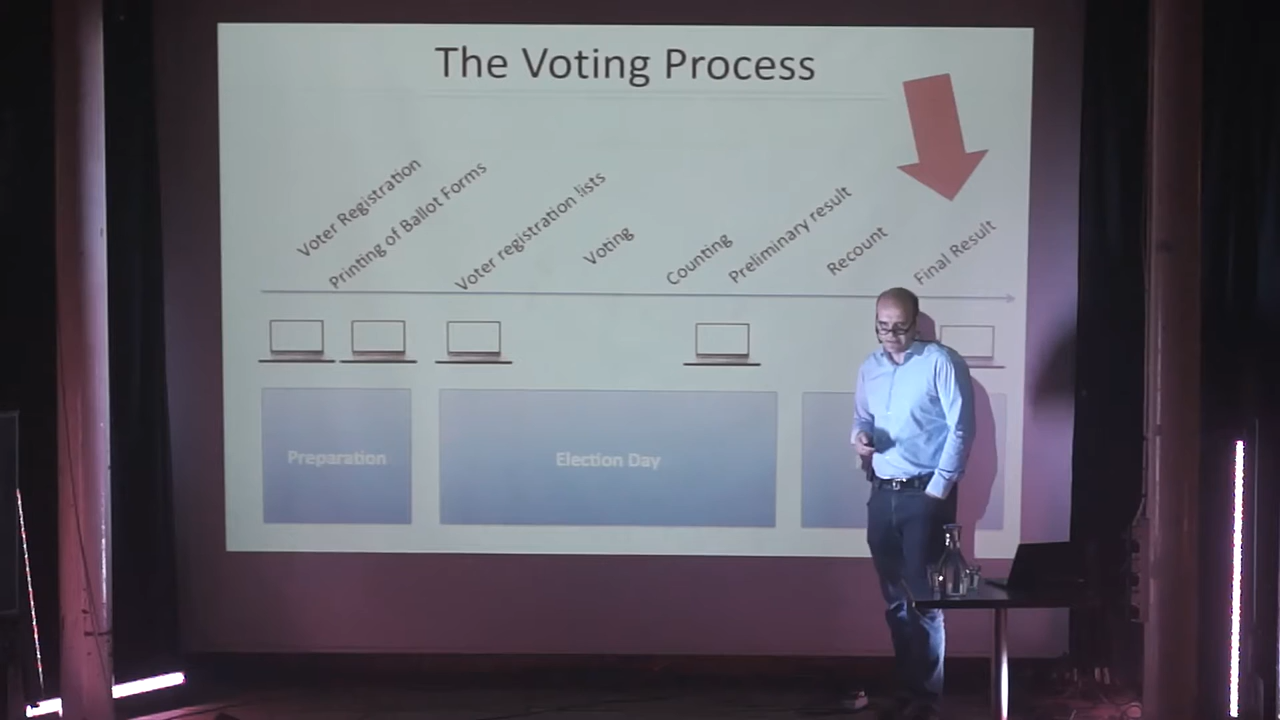 The Voting Process
Voter Registration
Printing of Ballot Forms
Voter registration lists
Voting
Counting
Preliminary result
Recount
Final Result
Preparation
Election Day